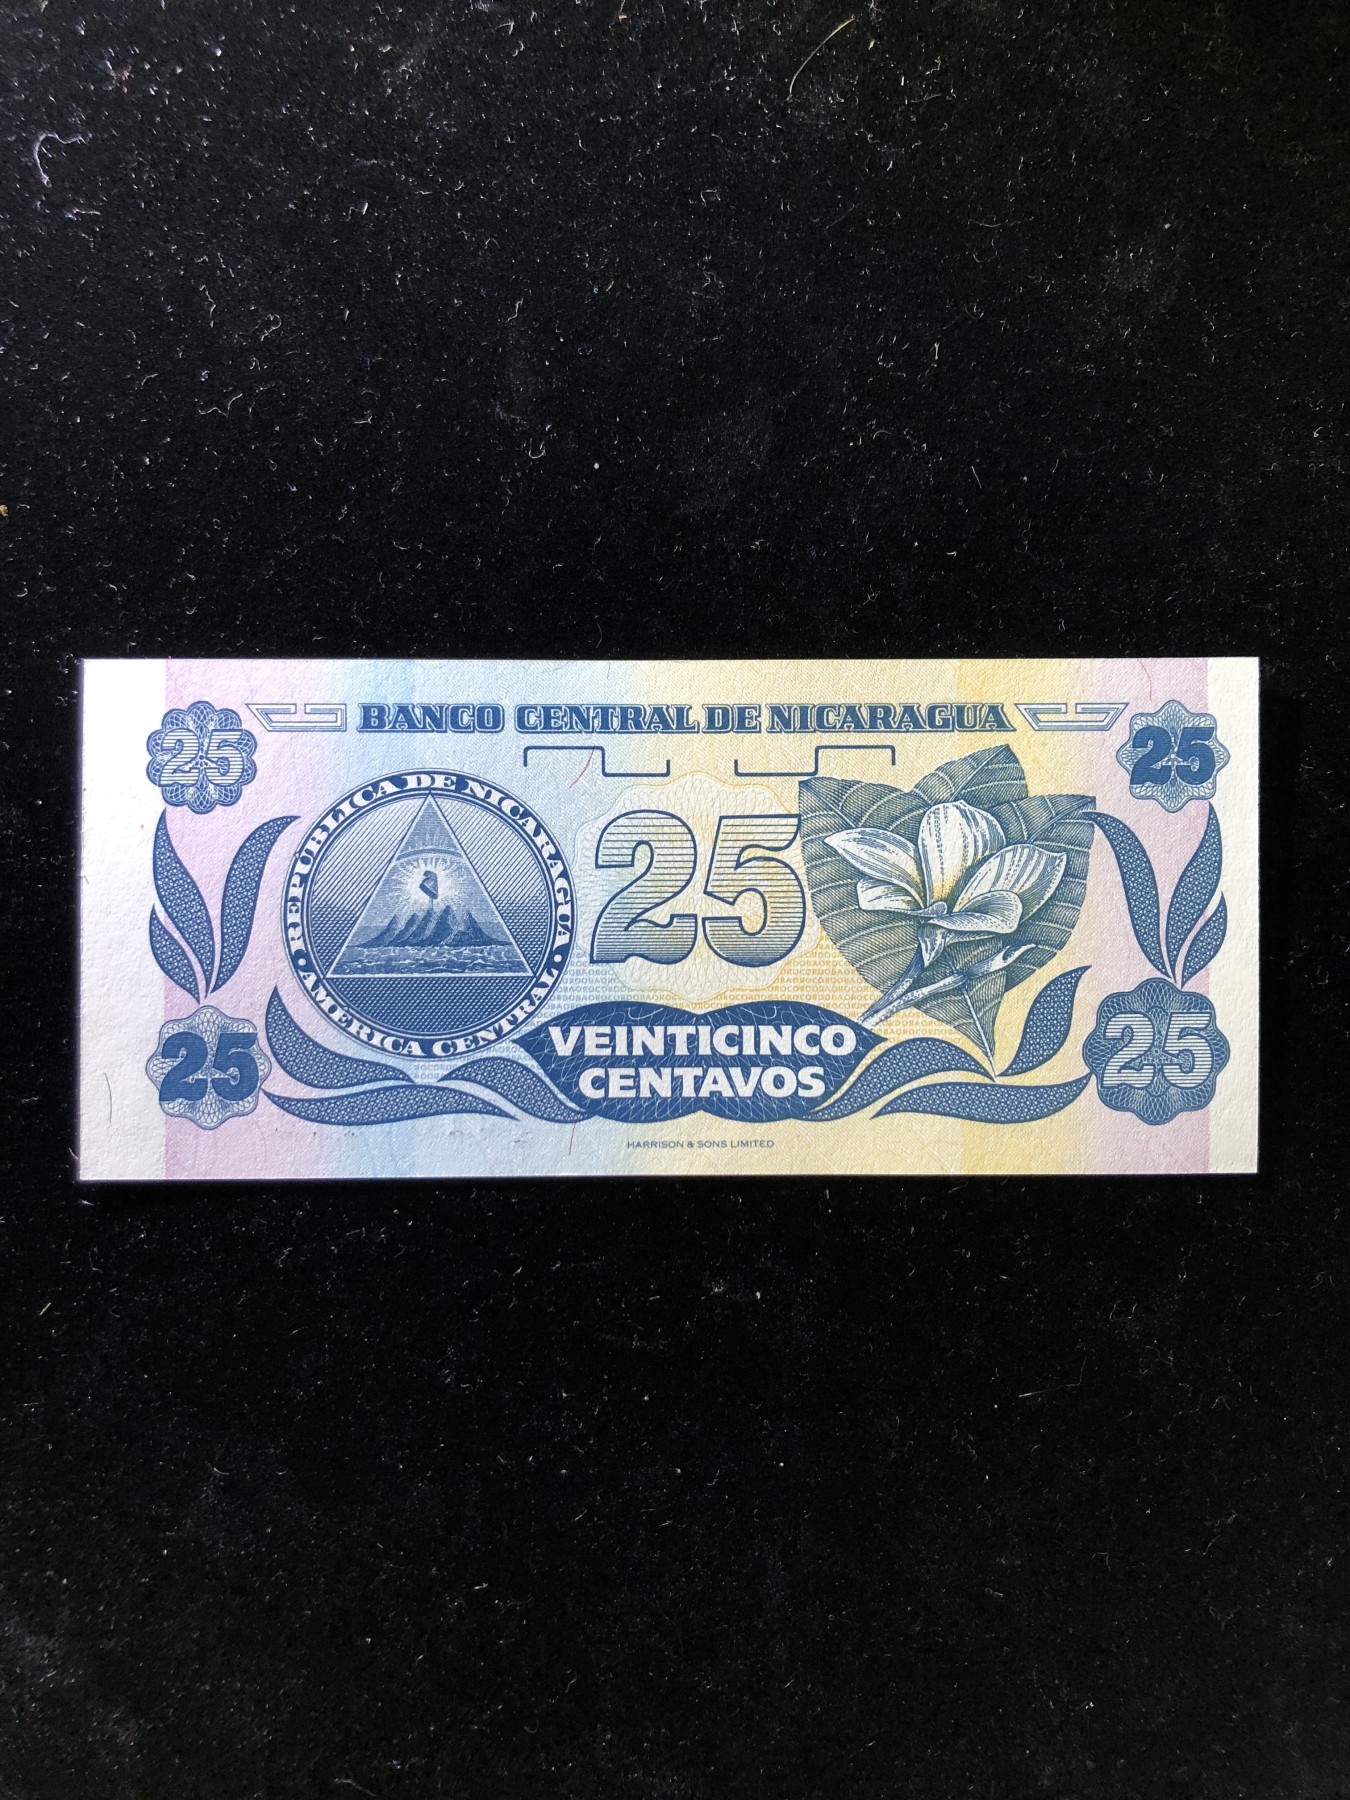 BANCO CENTRAL DE NICARAGUA
25
25
REPUBLICA DE NICARAGUA
AMERICA CENTRAL
25
VEINTICINCO
CENTAVOS
25
25
HARRISON & SONS LIMITED